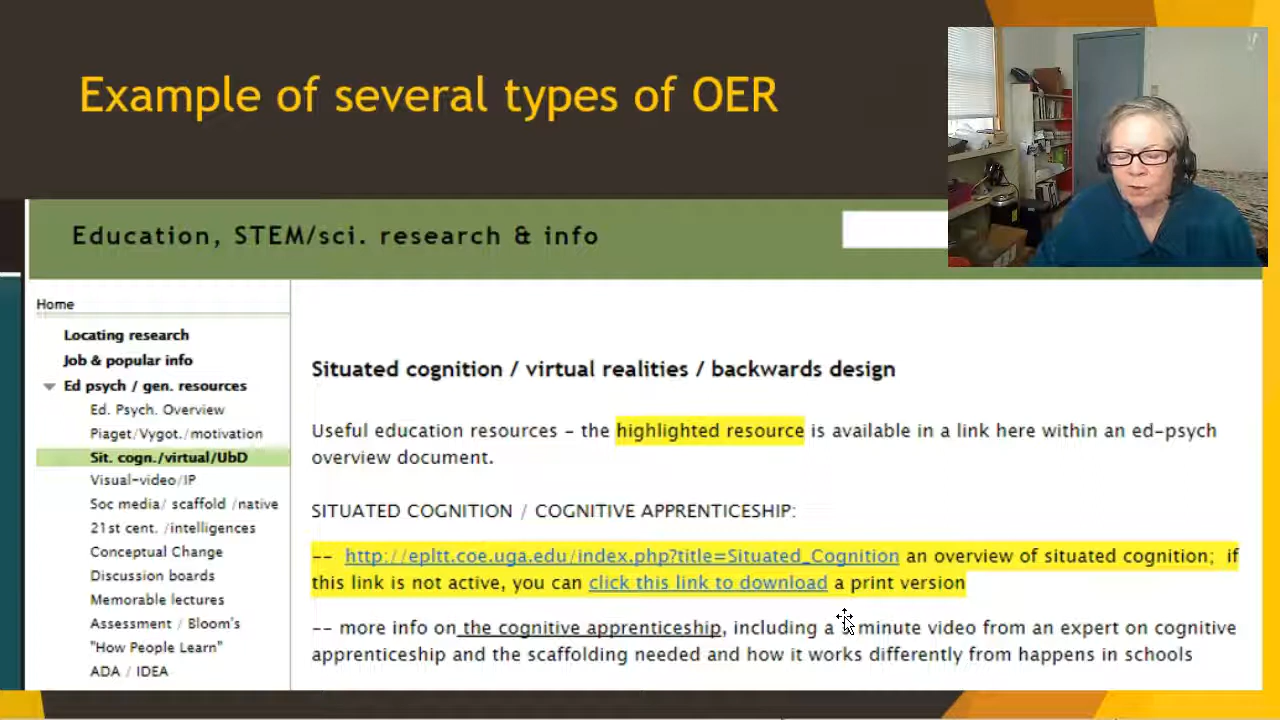 Example of several types of OER
Education, STEM/sci. research & info
Home
Locating research
Job & popular info
Ed psych / gen. resources
Ed. Psych. Overview
Piaget/Vygot./motivation
Sit. cogn./virtual/UbD
Visual-video/IP
Soc media/ scaffold /native
21st cent. /intelligences
Conceptual Change
Discussion boards
Memorable lectures
Assessment / Bloom's
"How People Learn"
ADA / IDEA
Situated cognition / virtual realities / backwards design
Useful education resources - the highlighted resource is available in a link here within an ed-psych
overview document.
SITUATED COGNITION / COGNITIVE APPRENTICESHIP:
-- http://epltt.coe.uga.edu/index.php?title=Situated_Cognition an overview of situated cognition; if
this link is not active, you can click this link to download a print version
-- more info on the cognitive apprenticeship, including a minute video from an expert on cognitive
apprenticeship and the scaffolding needed and how it works differently from happens in schools